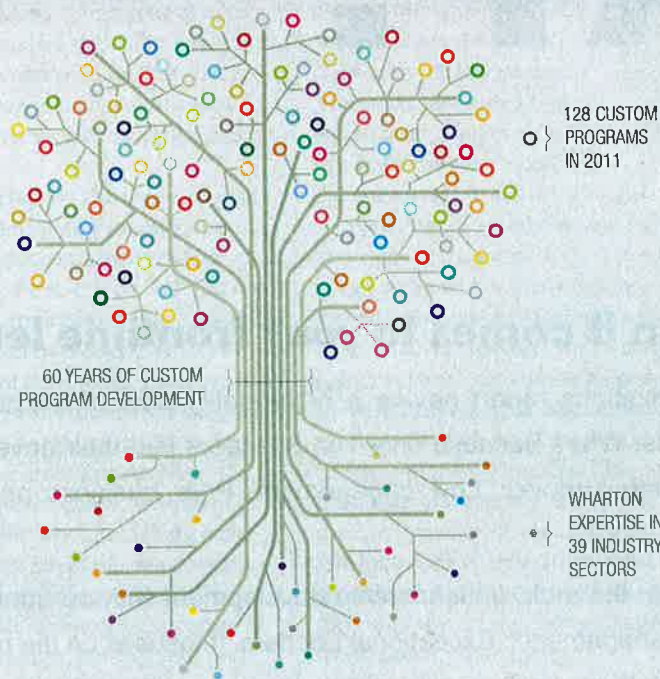 128 CUSTOM
PROGRAMS
IN 2011
60 YEARS OF CUSTOM
PROGRAM DEVELOPMENT
WHARTON
EXPERTISE IN
39 INDUSTRY
SECTORS